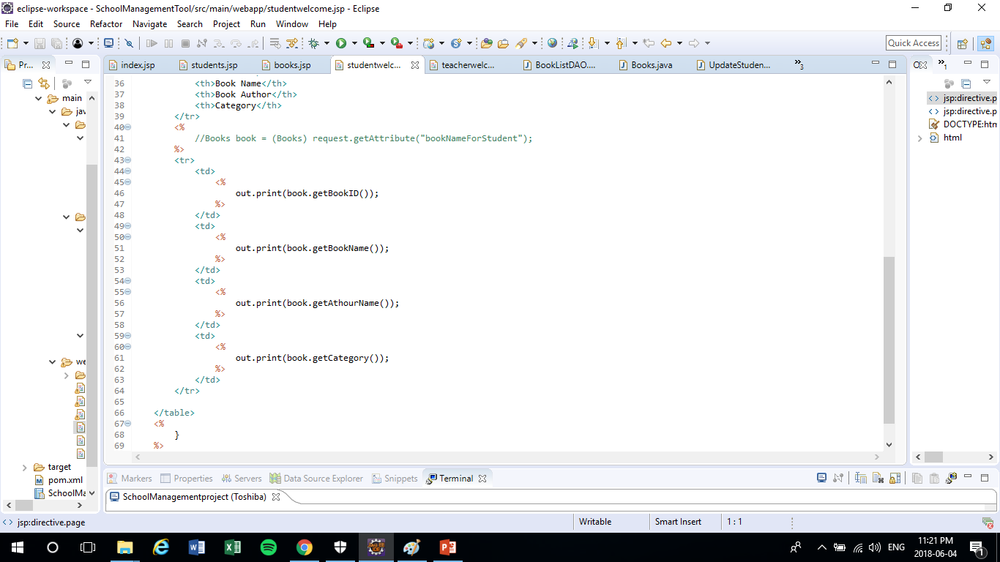 eclipse-workspace - SchoolManagementTool/src/main/webapp/studentwelcome.jsp - Eclipse
File Edit Source Refactor Navigate Search Project Run Window Help
Quick Access
Pr... index.jsp students.jsp books.jsp studentwelc... teacherwelc... BookListDAO.... Books.java UpdateStuden... »3 »1
main
jav
we
target
pom.xml
SchoolMa
36 <th>Book Name</th>
37 <th>Book Author</th>
38 <th>Category</th>
39 </tr>
40 <%
41 //Books book = (Books) request.getAttribute("bookNameForStudent");
42 %>
43 <tr>
44 <td>
45 <%
46 out.print(book.getBookID());
47 %>
48 </td>
49 <td>
50 <%
51 out.print(book.getBookName());
52 %>
53 </td>
54 <td>
55 <%
56 out.print(book.getAthourName());
57 %>
58 </td>
59 <td>
60 <%
61 out.print(book.getCategory());
62 %>
63 </td>
64 </tr>
65
66 </table>
67 <%
68 }
69 %>
jsp:directive.p
jsp:directive.p
DOCTYPE:htm
html
Markers Properties Servers Data Source Explorer Snippets Terminal
SchoolManagementproject (Toshiba)
jsp:directive.page Writable Smart Insert 1 : 1
ENG 11:21 PM
2018-06-04 1